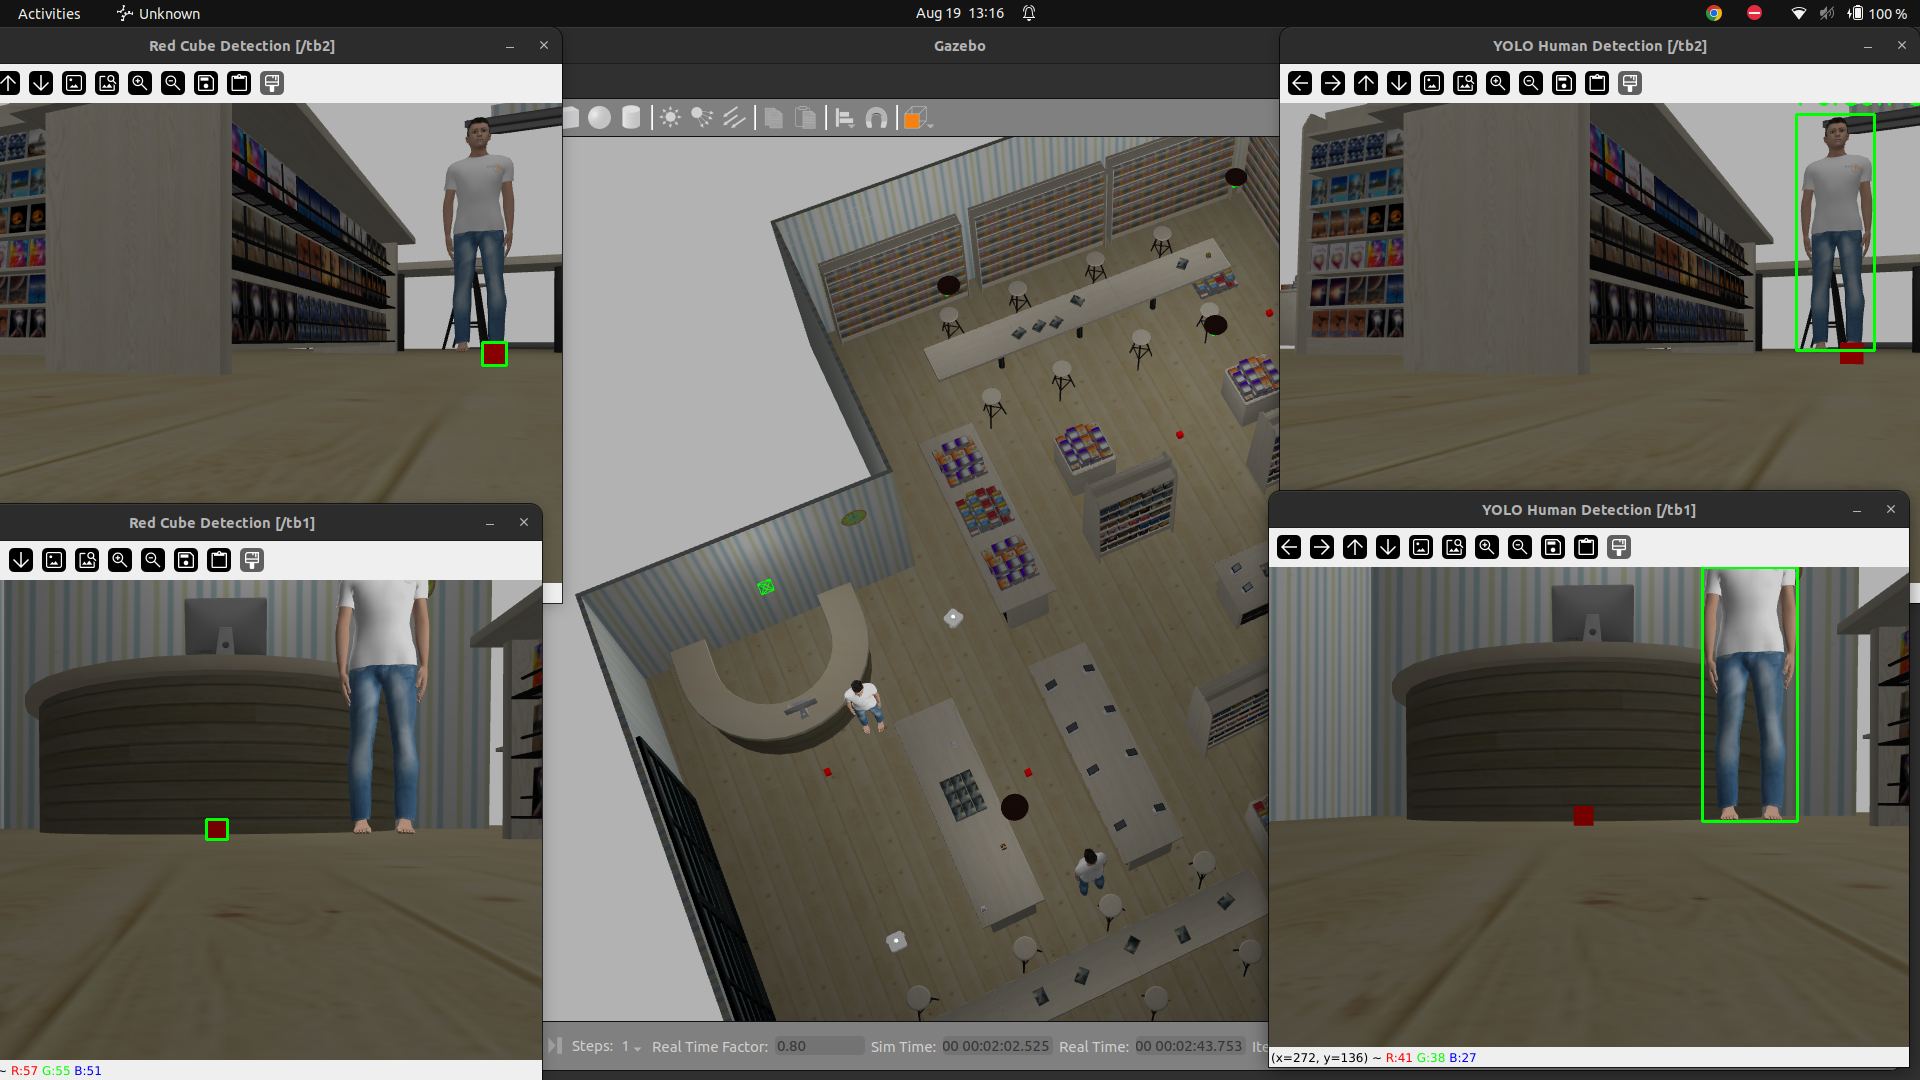 Activities
Unknown
Aug 19 13:16
100 %
Red Cube Detection [/tb2]
Gazebo
YOLO Human Detection [/tb2]
Red Cube Detection [/tb1]
YOLO Human Detection [/tb1]
Steps: 1
Real Time Factor: 0.80
Sim Time: 00 00:02:02.525
Real Time: 00 00:02:43.753
(x=272, y=136) ~ R:41 G:38 B:27
~ R:57 G:55 B:51